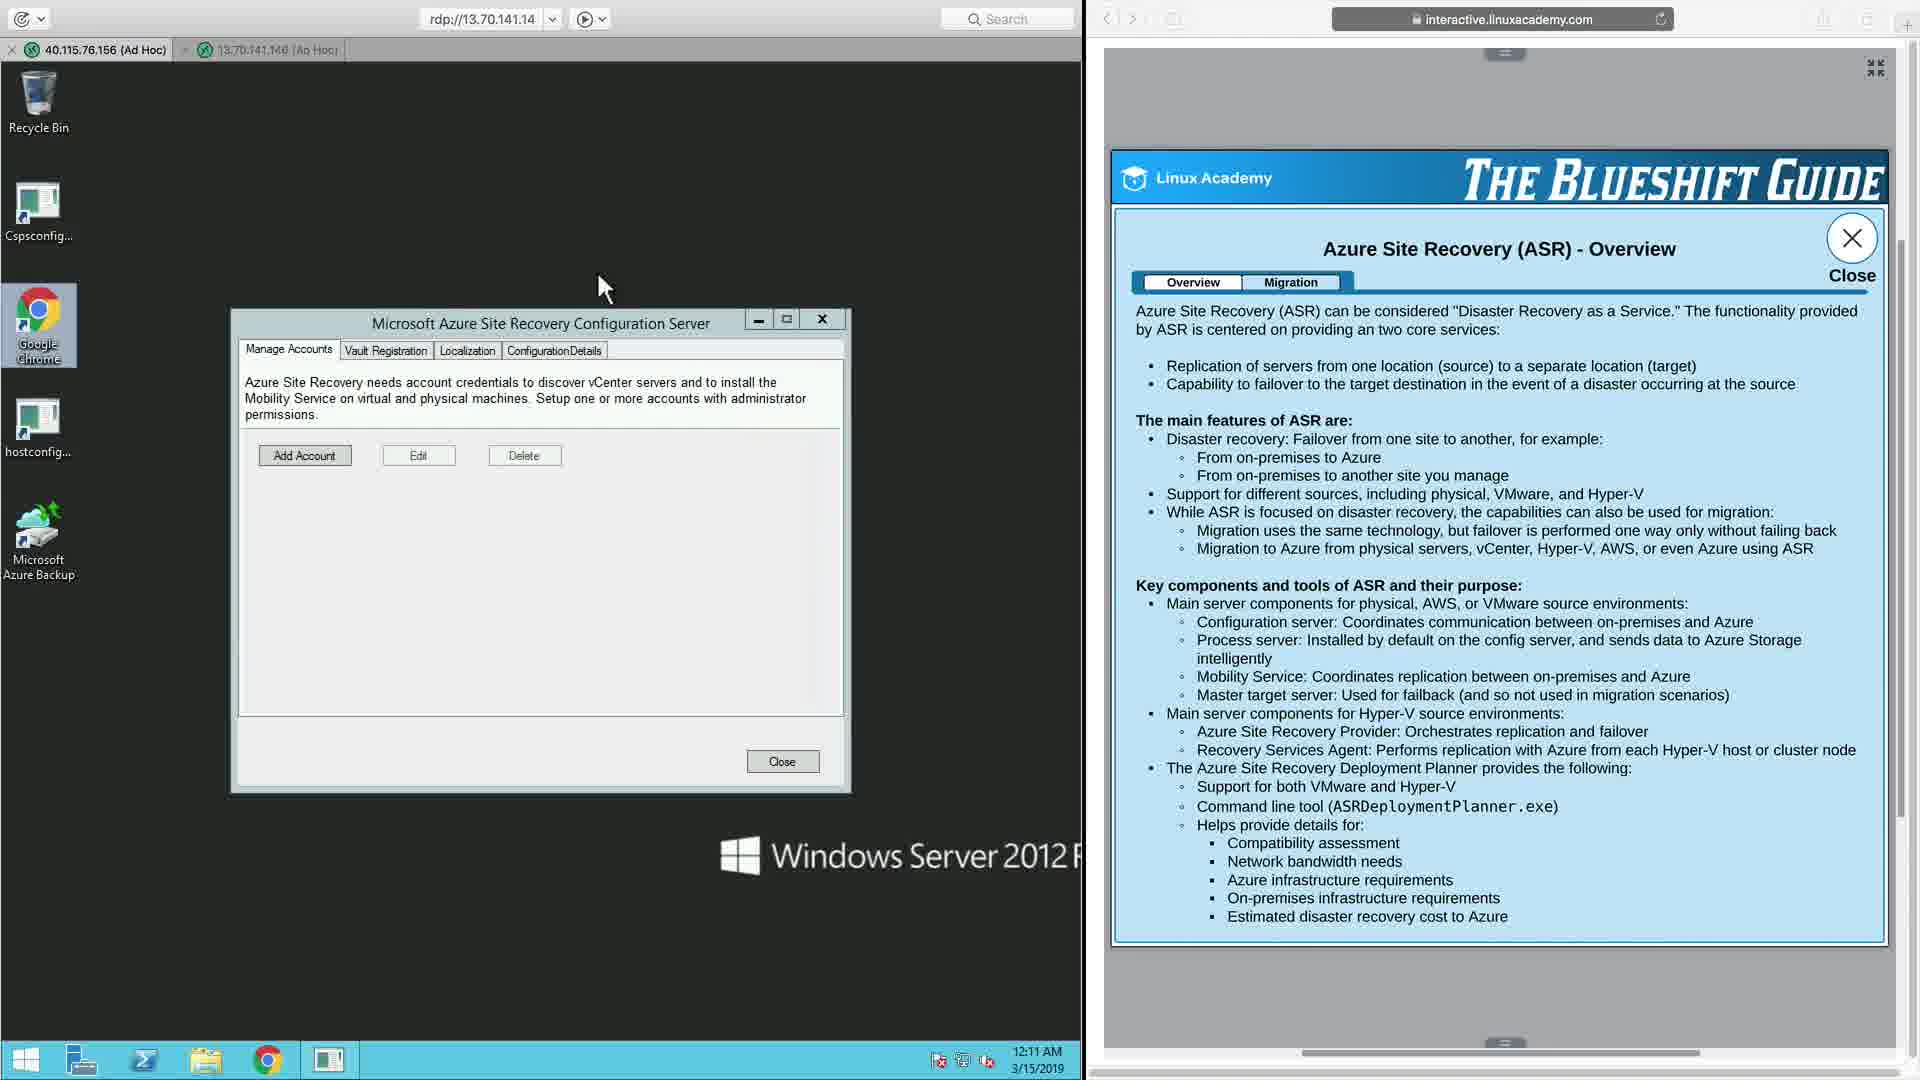 rdp://13.70.141.14
Search
40.115.76.156 (Ad Hoc)
13.70.141.146 (Ad Hoc)
Recycle Bin
Cspsconfig...
Google
Chrome
hostconfig...
Microsoft
Azure Backup
Microsoft Azure Site Recovery Configuration Server
Manage Accounts
Vault Registration
Localization
Configuration Details
Azure Site Recovery needs account credentials to discover vCenter servers and to install the
Mobility Service on virtual and physical machines. Setup one or more accounts with administrator
permissions.
Add Account
Edit
Delete
Close
Windows Server 2012 R
12:11 AM
3/15/2019
interactive.linuxacademy.com
Linux Academy
THE BLUESHIFT GUIDE
Azure Site Recovery (ASR) - Overview
Close
Overview
Migration
Azure Site Recovery (ASR) can be considered "Disaster Recovery as a Service." The functionality provided
by ASR is centered on providing an two core services:
• Replication of servers from one location (source) to a separate location (target)
• Capability to failover to the target destination in the event of a disaster occurring at the source
The main features of ASR are:
• Disaster recovery: Failover from one site to another, for example:
◦ From on-premises to Azure
◦ From on-premises to another site you manage
• Support for different sources, including physical, VMware, and Hyper-V
• While ASR is focused on disaster recovery, the capabilities can also be used for migration:
◦ Migration uses the same technology, but failover is performed one way only without failing back
◦ Migration to Azure from physical servers, vCenter, Hyper-V, AWS, or even Azure using ASR
Key components and tools of ASR and their purpose:
• Main server components for physical, AWS, or VMware source environments:
◦ Configuration server: Coordinates communication between on-premises and Azure
◦ Process server: Installed by default on the config server, and sends data to Azure Storage
intelligently
◦ Mobility Service: Coordinates replication between on-premises and Azure
◦ Master target server: Used for failback (and so not used in migration scenarios)
• Main server components for Hyper-V source environments:
◦ Azure Site Recovery Provider: Orchestrates replication and failover
◦ Recovery Services Agent: Performs replication with Azure from each Hyper-V host or cluster node
• The Azure Site Recovery Deployment Planner provides the following:
◦ Support for both VMware and Hyper-V
◦ Command line tool (ASRDeploymentPlanner.exe)
◦ Helps provide details for:
▪ Compatibility assessment
▪ Network bandwidth needs
▪ Azure infrastructure requirements
▪ On-premises infrastructure requirements
▪ Estimated disaster recovery cost to Azure